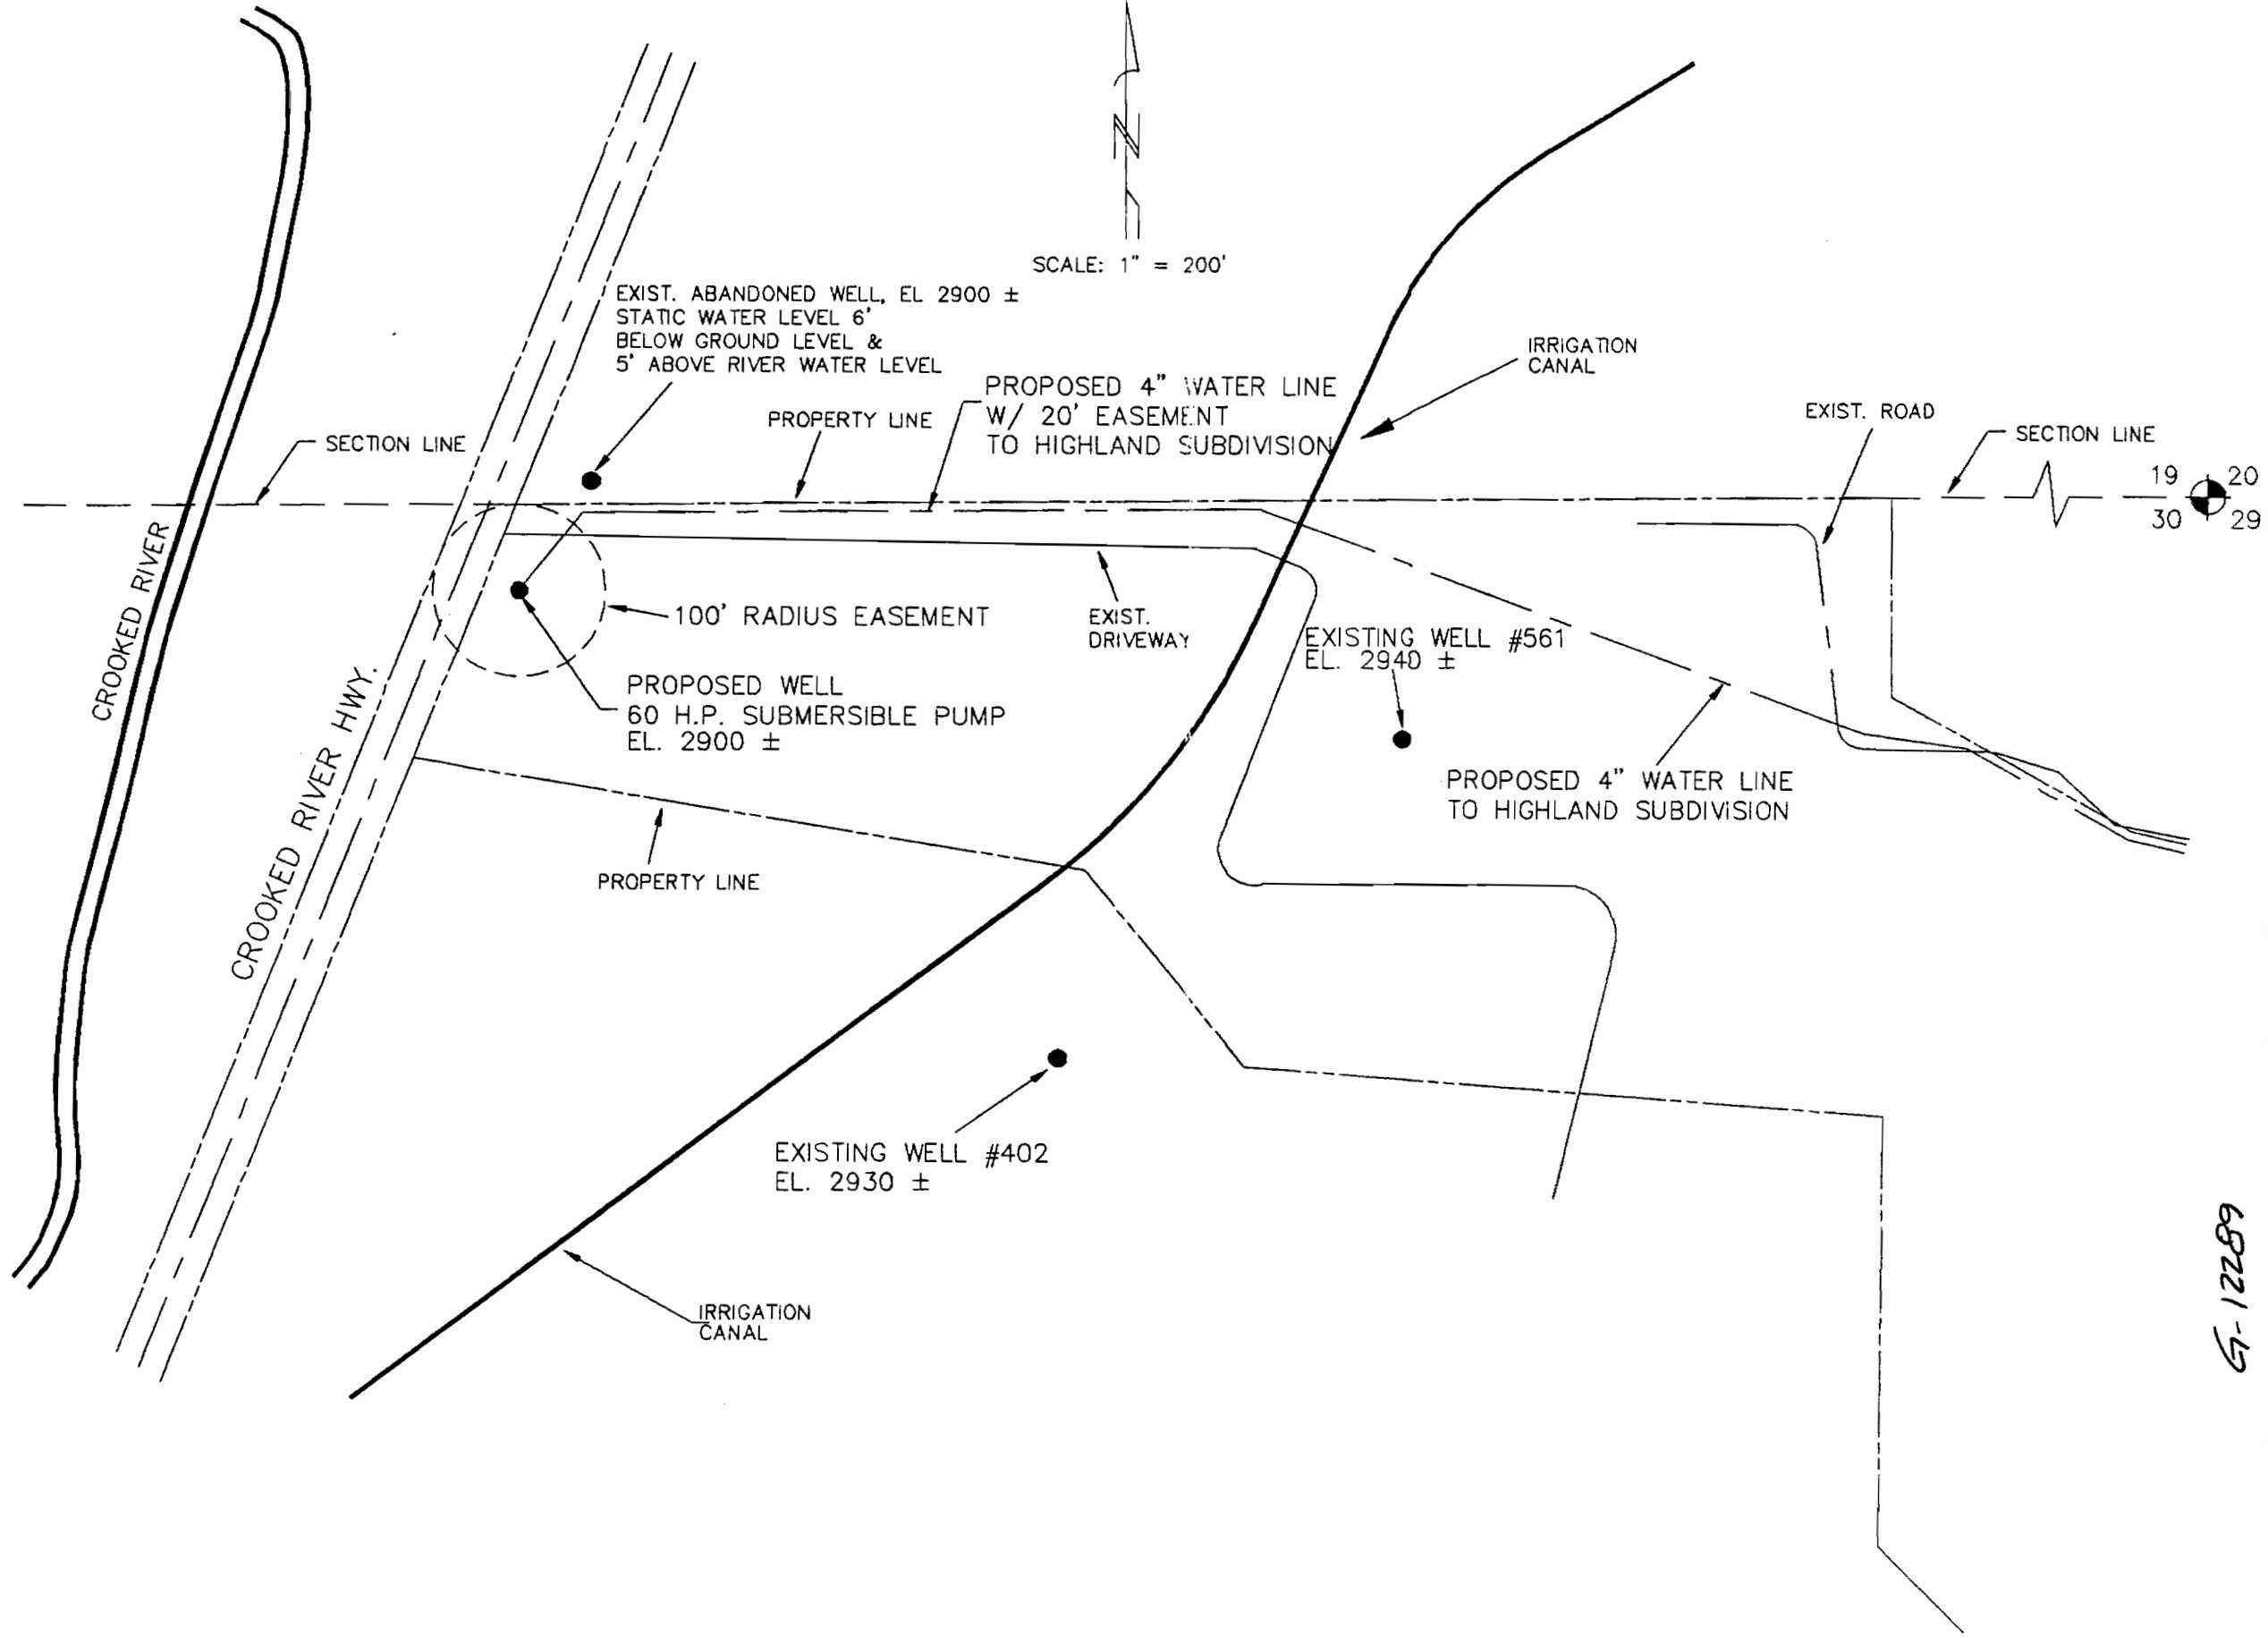 N
SCALE: 1" = 200'
EXIST. ABANDONED WELL, EL 2900 ±
STATIC WATER LEVEL 6'
BELOW GROUND LEVEL &
5' ABOVE RIVER WATER LEVEL
IRRIGATION
CANAL
PROPOSED 4" WATER LINE
W/ 20' EASEMENT
TO HIGHLAND SUBDIVISION
PROPERTY LINE
EXIST. ROAD
SECTION LINE
SECTION LINE
19 20
30 29
CROOKED RIVER
100' RADIUS EASEMENT
EXIST.
DRIVEWAY
EXISTING WELL #561
EL. 2940 ±
CROOKED RIVER HWY.
PROPOSED WELL
60 H.P. SUBMERSIBLE PUMP
EL. 2900 ±
PROPOSED 4" WATER LINE
TO HIGHLAND SUBDIVISION
PROPERTY LINE
EXISTING WELL #402
EL. 2930 ±
IRRIGATION
CANAL
G-12289